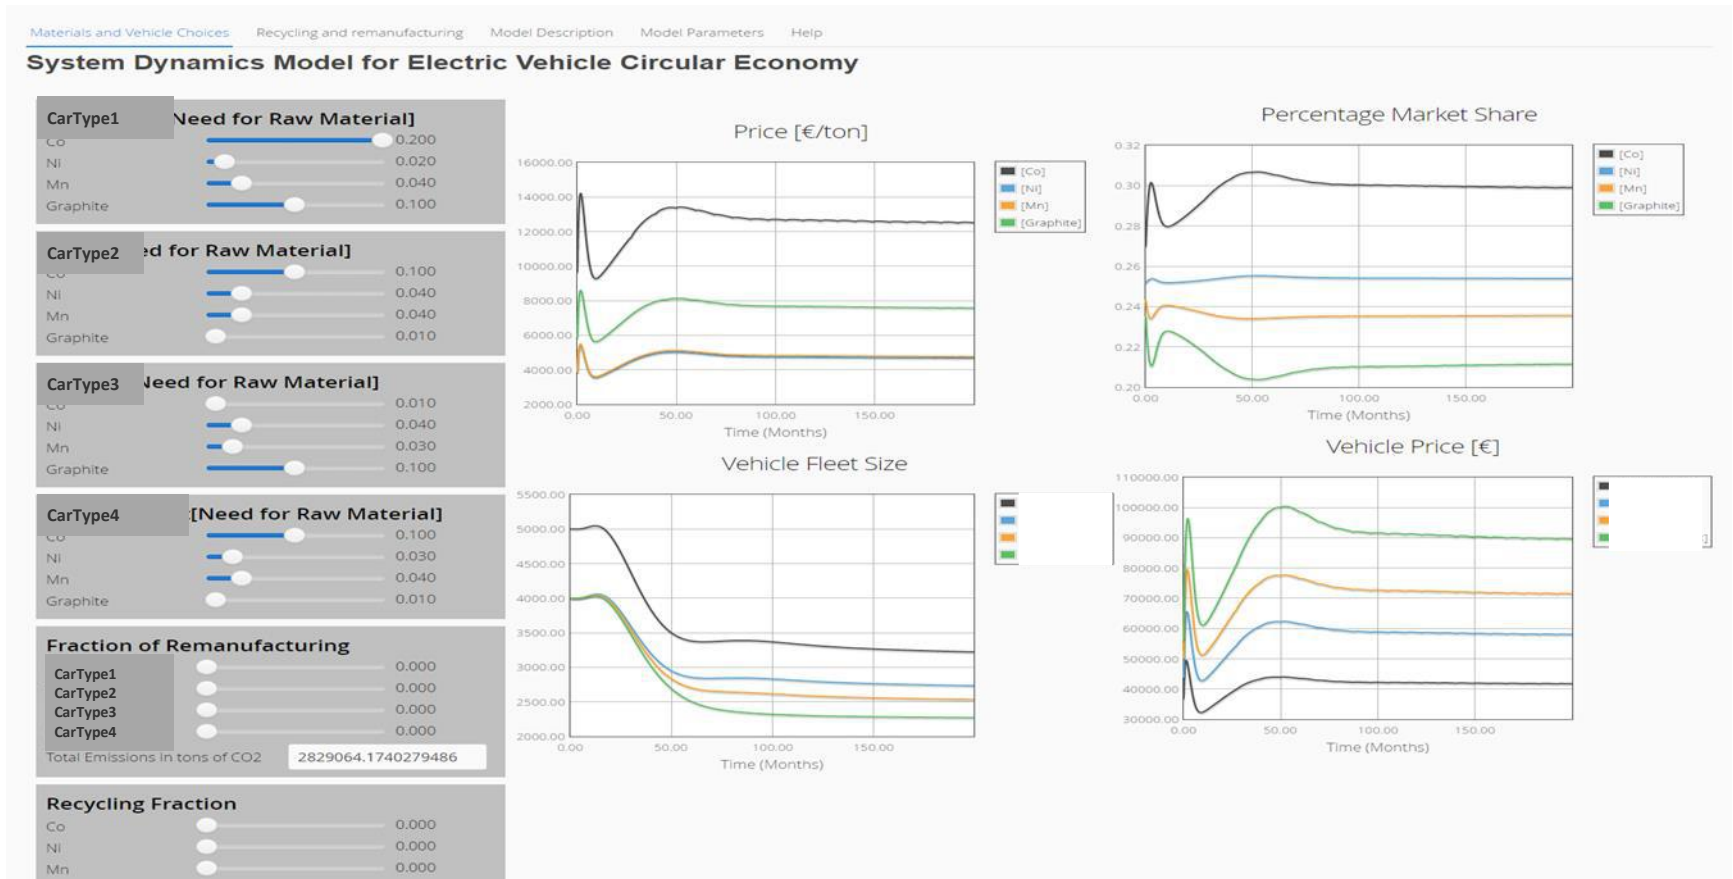 Materials and Vehicle Choices Recycling and remanufacturing Model Description Model Parameters Help
System Dynamics Model for Electric Vehicle Circular Economy
CarType1 Need for Raw Material]
Co 0.200
Ni 0.020
Mn 0.040
Graphite 0.100
CarType2 ed for Raw Material]
Co 0.100
Ni 0.040
Mn 0.040
Graphite 0.010
CarType3 Need for Raw Material]
Co 0.010
Ni 0.040
Mn 0.030
Graphite 0.100
CarType4 [Need for Raw Material]
Co 0.100
Ni 0.030
Mn 0.040
Graphite 0.010
Fraction of Remanufacturing
CarType1 0.000
CarType2 0.000
CarType3 0.000
CarType4 0.000
Total Emissions in tons of CO2 2829064.1740279486
Recycling Fraction
Co 0.000
Ni 0.000
Mn 0.000
Price [€/ton]
16000.00
14000.00
12000.00
10000.00
8000.00
6000.00
4000.00
2000.00
0.00 50.00 100.00 150.00
Time (Months)
[Co]
[Ni]
[Mn]
[Graphite]
Percentage Market Share
0.32
0.30
0.28
0.26
0.24
0.22
0.20
0.00 50.00 100.00 150.00
Time (Months)
[Co]
[Ni]
[Mn]
[Graphite]
Vehicle Fleet Size
5500.00
5000.00
4500.00
4000.00
3500.00
3000.00
2500.00
2000.00
0.00 50.00 100.00 150.00
Time (Months)
Vehicle Price [€]
110000.00
100000.00
90000.00
80000.00
70000.00
60000.00
50000.00
40000.00
30000.00
0.00 50.00 100.00 150.00
Time (Months)